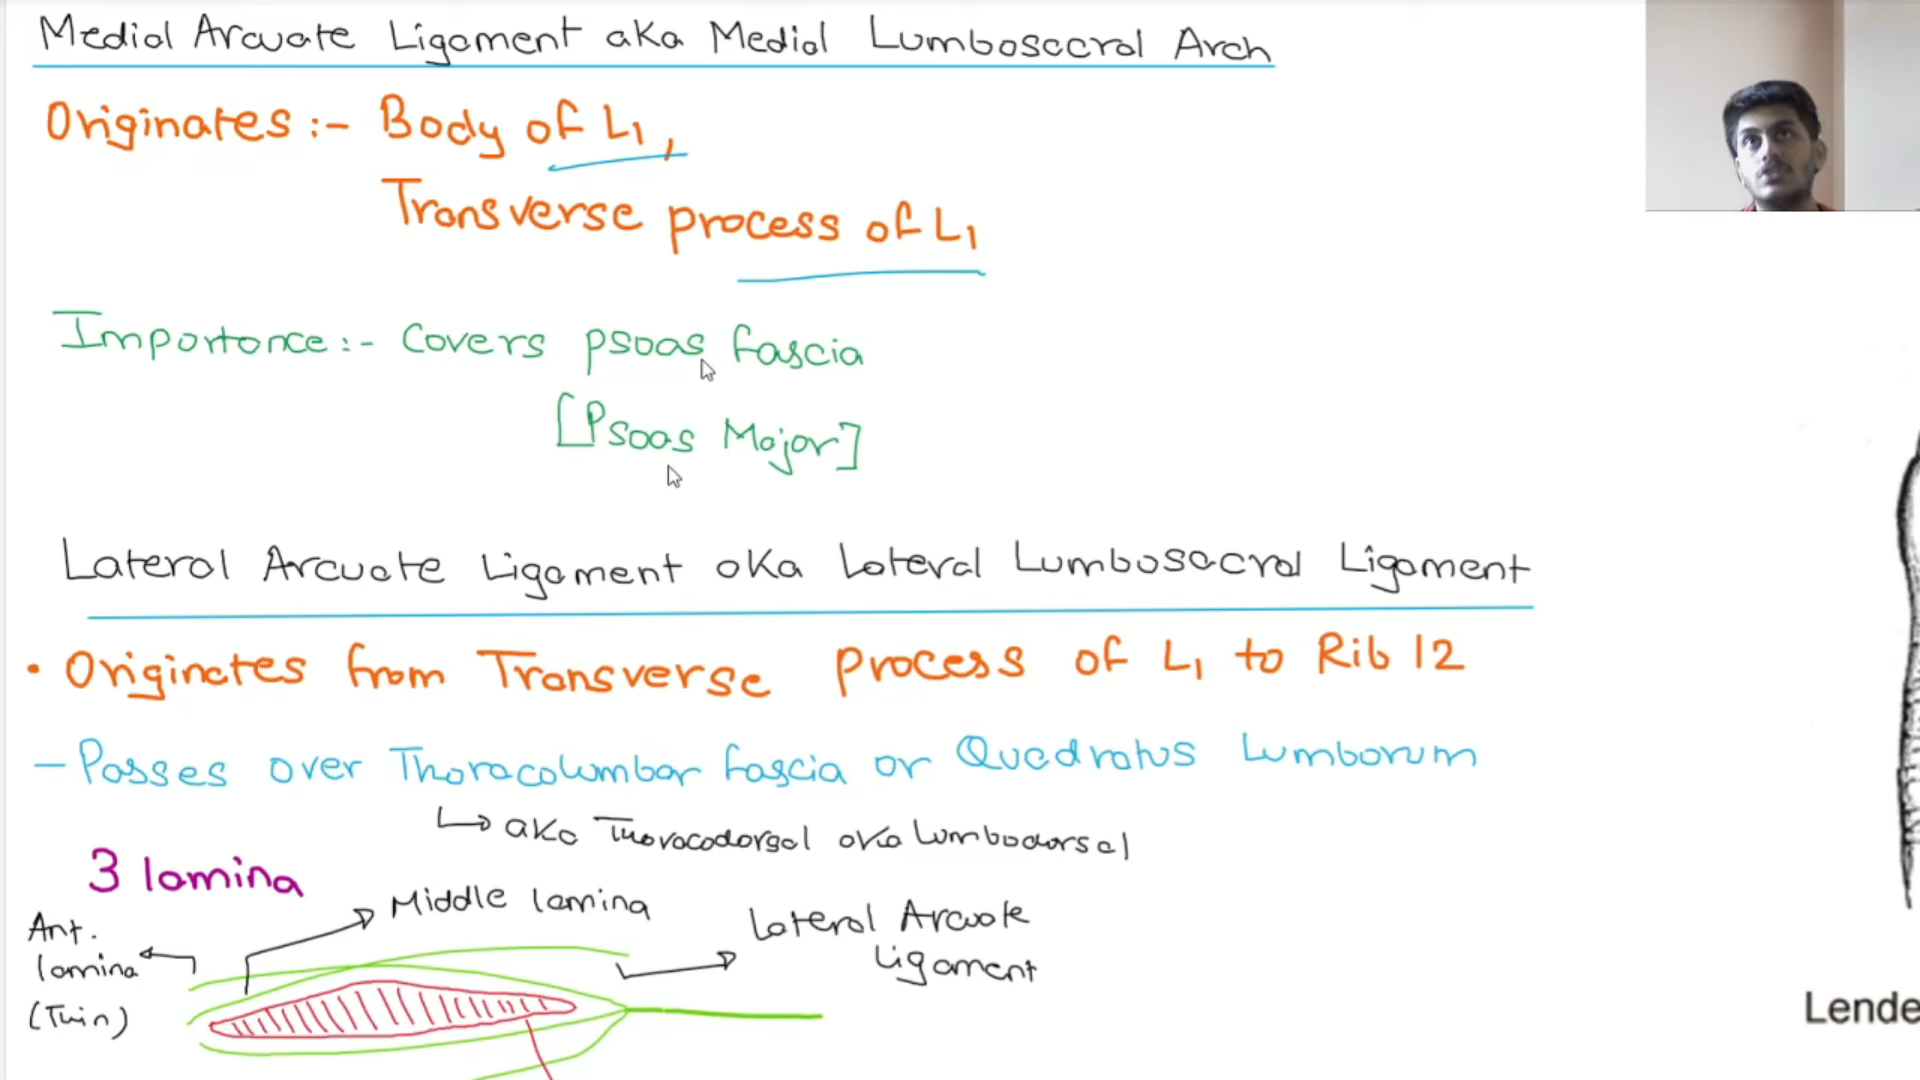 Medial Arcuate Ligament aka Medial Lumbosacral Arch
Originates :- Body of L1,
Transverse process of L1
Importance :- Covers psoas fascia
[Psoas Major]
Lateral Arcuate Ligament aka Lateral Lumbosacral Ligament
• Originates from Transverse process of L1 to Rib 12
- Passes over Thoracolumbar fascia or Quadratus Lumborum
↳ aka Thoracodorsal aka Lumbodorsal
3 lamina
Middle lamina
Ant.
lamina
(Thin)
Lateral Arcuate
Ligament
Lende